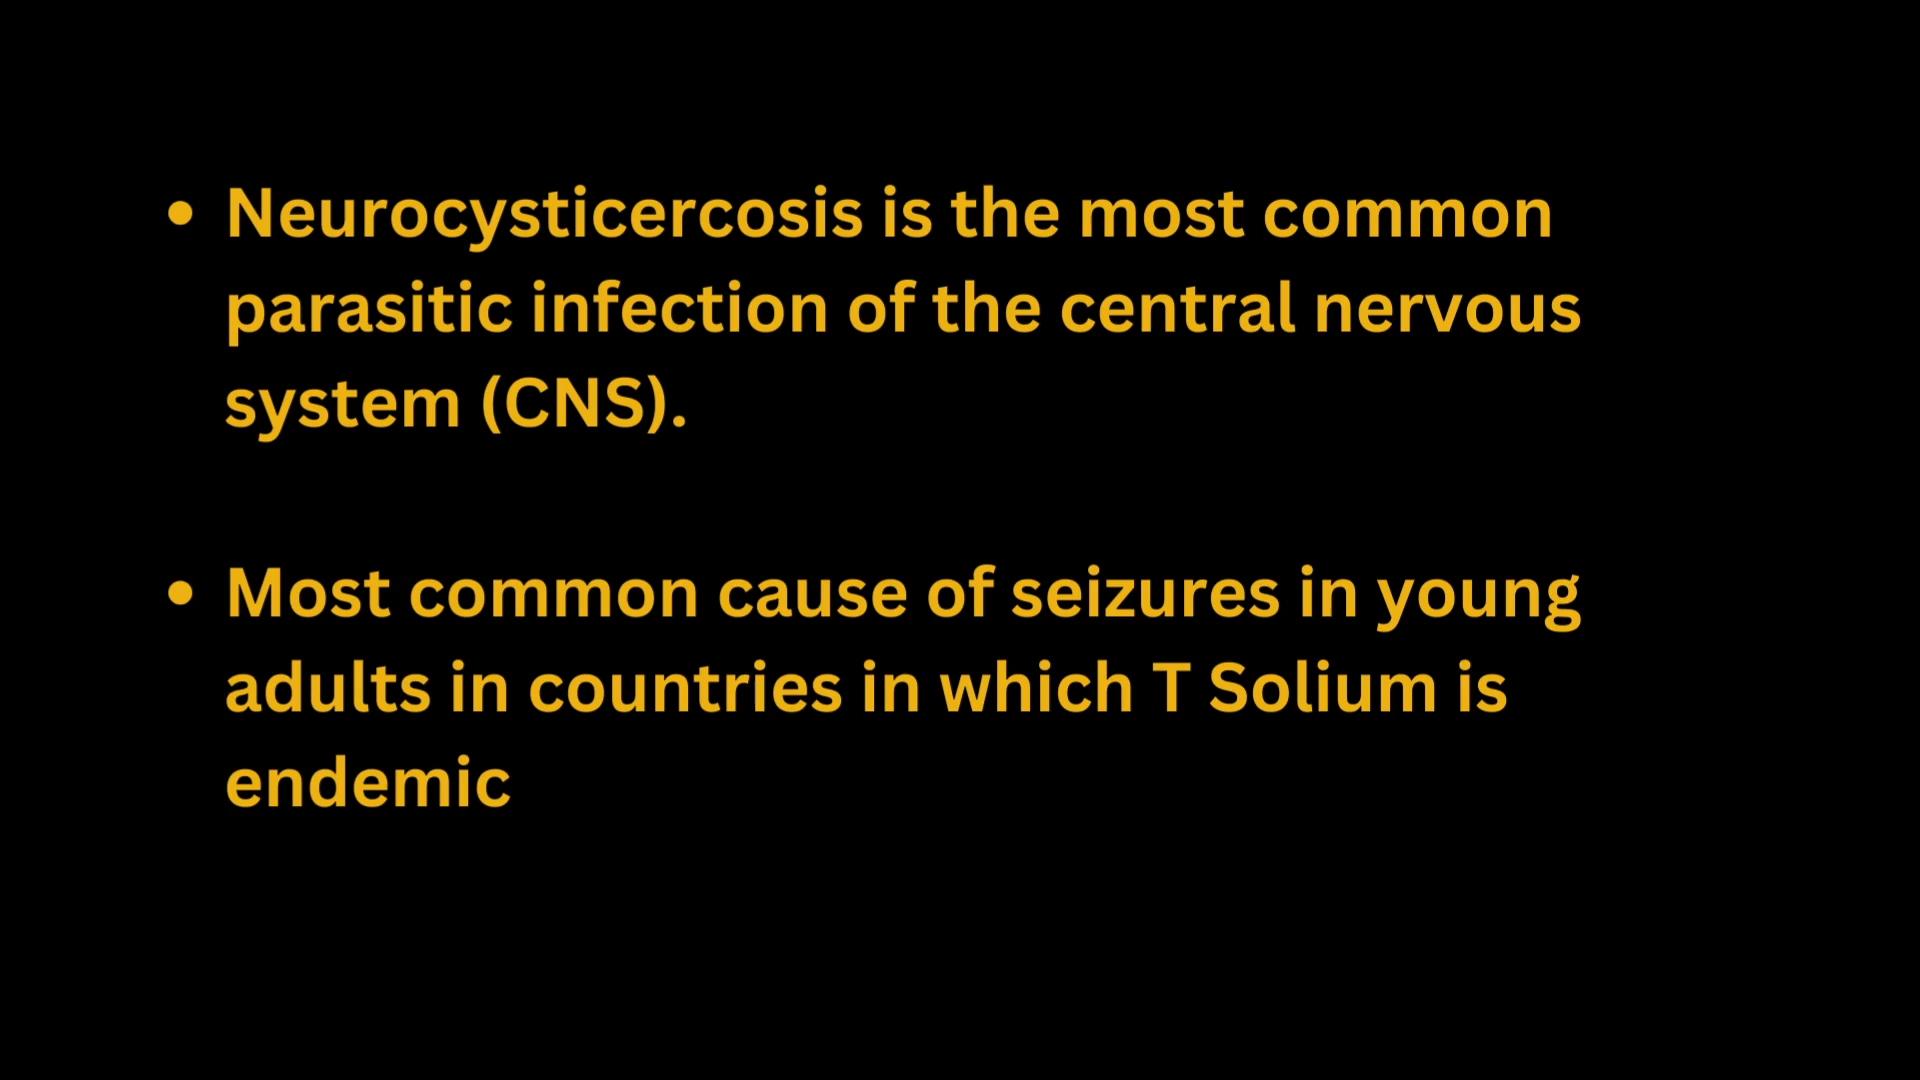 • Neurocysticercosis is the most common
parasitic infection of the central nervous
system (CNS).
• Most common cause of seizures in young
adults in countries in which T Solium is
endemic